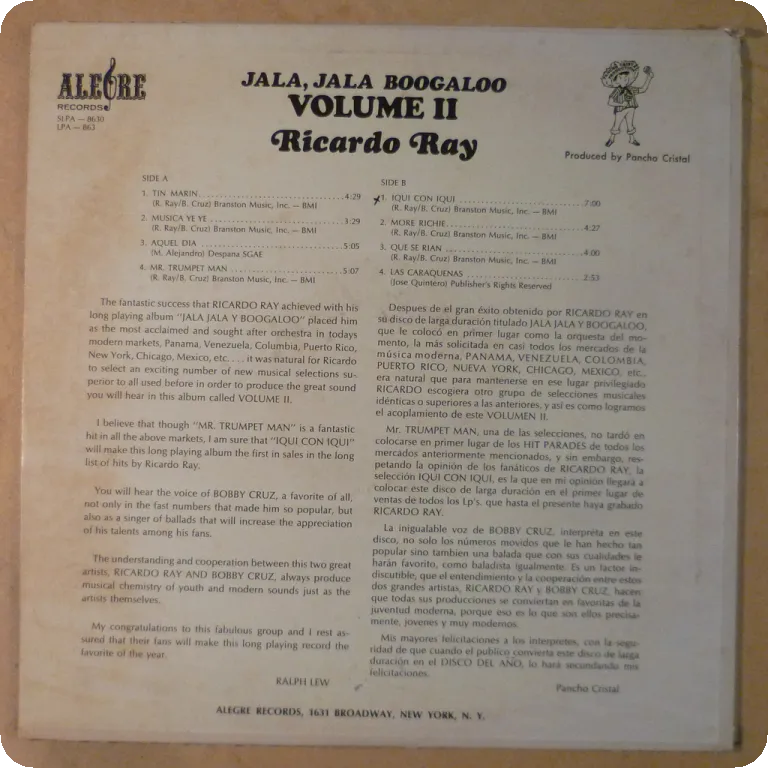 ALEGRE
RECORDS
SLPA — 8630
LPA — 863
JALA, JALA BOOGALOO
VOLUME II
Ricardo Ray
Produced by Pancho Cristal
SIDE A
1. TIN MARIN....4:29
(R. Ray/B. Cruz) Branston Music, Inc. — BMI
2. MUSICA YE YE....3:29
(R. Ray/B. Cruz) Branston Music, Inc. — BMI
3. AQUEL DIA....5:05
(M. Alejandro) Despana SGAE
4. MR. TRUMPET MAN....5:07
(R. Ray/B. Cruz) Branston Music, Inc. — BMI
SIDE B
1. IQUI CON IQUI....7:00
(R. Ray/B. Cruz) Branston Music, Inc. — BMI
2. MORE RICHIE....4:27
(R. Ray/B. Cruz) Branston Music, Inc. — BMI
3. QUE SE RIAN....4:00
(R. Ray/B. Cruz) Branston Music, Inc. — BMI
4. LAS CARAQUENAS....2:53
(Jose Quintero) Publisher's Rights Reserved
The fantastic success that RICARDO RAY achieved with his
long playing album "JALA JALA Y BOOGALOO" placed him
as the most acclaimed and sought after orchestra in todays
modern markets, Panama, Venezuela, Columbia, Puerto Rico,
New York, Chicago, Mexico, etc.... it was natural for Ricardo
to select an exciting number of new musical selections su-
perior to all used before in order to produce the great sound
you will hear in this album called VOLUME II.
I believe that though "MR. TRUMPET MAN" is a fantastic
hit in all the above markets, I am sure that "IQUI CON IQUI"
will make this long playing album the first in sales in the long
list of hits by Ricardo Ray.
You will hear the voice of BOBBY CRUZ, a favorite of all,
not only in the fast numbers that made him so popular, but
also as a singer of ballads that will increase the appreciation
of his talents among his fans.
The understanding and cooperation between this two great
artists, RICARDO RAY AND BOBBY CRUZ, always produce
musical chemistry of youth and modern sounds just as the
artists themselves.
My congratulations to this fabulous group and I rest as-
sured that their fans will make this long playing record the
favorite of the year.
RALPH LEW
Despues de el gran éxito obtenido por RICARDO RAY en
su disco de larga duración titulado JALA JALA Y BOOGALOO,
que le colocó en primer lugar como la orquesta del mo-
mento, la más solicitada en casi todos los mercados de la
música moderna, PANAMA, VENEZUELA, COLOMBIA,
PUERTO RICO, NUEVA YORK, CHICAGO, MEXICO, etc.,
era natural que para mantenerse en ese lugar privilegiado
RICARDO escogiera otro grupo de selecciones musicales
idénticas o superiores a las anteriores, y así es como logramos
el acoplamiento de este VOLUMEN II.
Mr. TRUMPET MAN, una de las selecciones, no tardó en
colocarse en primer lugar de los HIT PARADES de todos los
mercados anteriormente mencionados, y sin embargo, res-
petando la opinión de los fanáticos de RICARDO RAY, la
selección IQUI CON IQUI, es la que en mi opinión llegará a
colocar este disco de larga duración en el primer lugar de
ventas de todos los Lp's. que hasta el presente haya grabado
RICARDO RAY.
La inigualable voz de BOBBY CRUZ, interpreta en este
disco, no solo los números movidos que le han hecho tan
popular sino tambien una balada que con sus cualidades le
harán favorito, como baladista igualmente. Es un factor in-
discutible, que el entendimiento y la cooperación entre estos
dos grandes artistas, RICARDO RAY y BOBBY CRUZ, hacen
que todas sus producciones se conviertan en favoritas de la
juventud moderna, porque eso es lo que son ellos precisa-
mente, jovenes y muy modernos.
Mis mayores felicitaciones a los interpretes, con la segu-
ridad de que cuando el publico convierta este disco de larga
duración en el DISCO DEL AÑO, lo hará secundando mis
felicitaciones.
Pancho Cristal
ALEGRE RECORDS, 1631 BROADWAY, NEW YORK, N. Y.